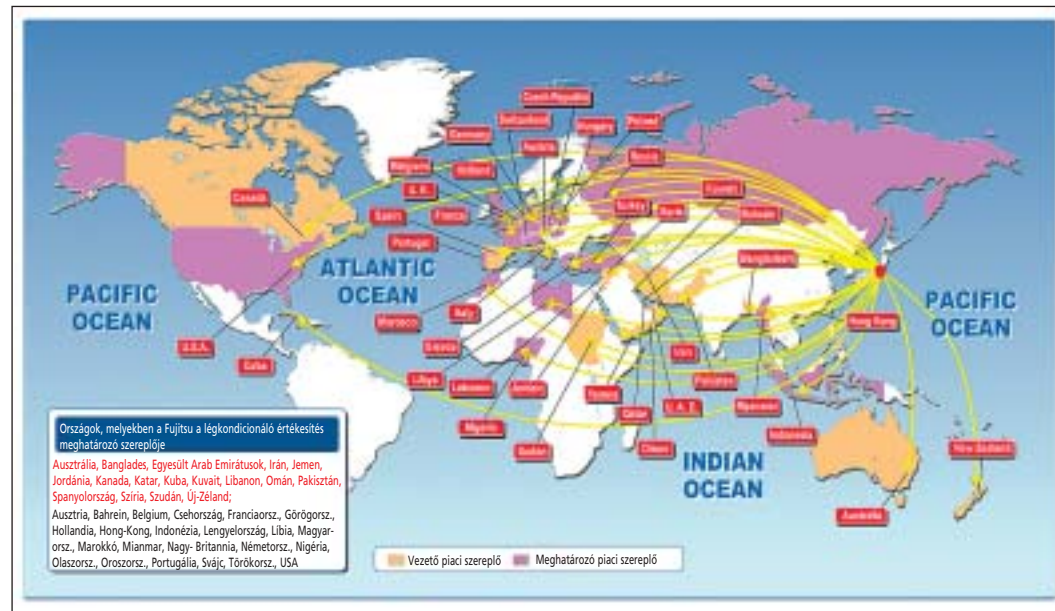 Czech Republic
Switzerland
Hungary
Poland
Germany
Austria
Belgium
Holland
Russia
U. K.
Kuwait
Canada
Spain
France
Turkey
Syria
Bahrain
Portugal
Bangladesh
ATLANTIC
OCEAN
PACIFIC
OCEAN
PACIFIC
OCEAN
Morocco
Italy
Hong Kong
U.S.A.
Greece
Iran
Cuba
Libya
Lebanon
Jordan
Yemen
Pakistan
Qatar
U. A. E.
Myanmar
Nigeria
Sudan
Oman
Indonesia
INDIAN
OCEAN
New Zealand
Australia
Országok, melyekben a Fujitsu a légkondicionáló értékesítés
meghatározó szereplője
Ausztrália, Banglades, Egyesült Arab Emirátusok, Irán, Jemen,
Jordánia, Kanada, Katar, Kuba, Kuvait, Libanon, Omán, Pakisztán,
Spanyolország, Szíria, Szudán, Új-Zéland;
Ausztria, Bahrein, Belgium, Csehország, Franciaorsz., Görögorsz.,
Hollandia, Hong-Kong, Indonézia, Lengyelország, Líbia, Magyar-
orsz., Marokkó, Mianmar, Nagy- Britannia, Németorsz., Nigéria,
Olaszorsz., Oroszorsz., Portugália, Svájc, Törökorsz., USA
Vezető piaci szereplő
Meghatározó piaci szereplő